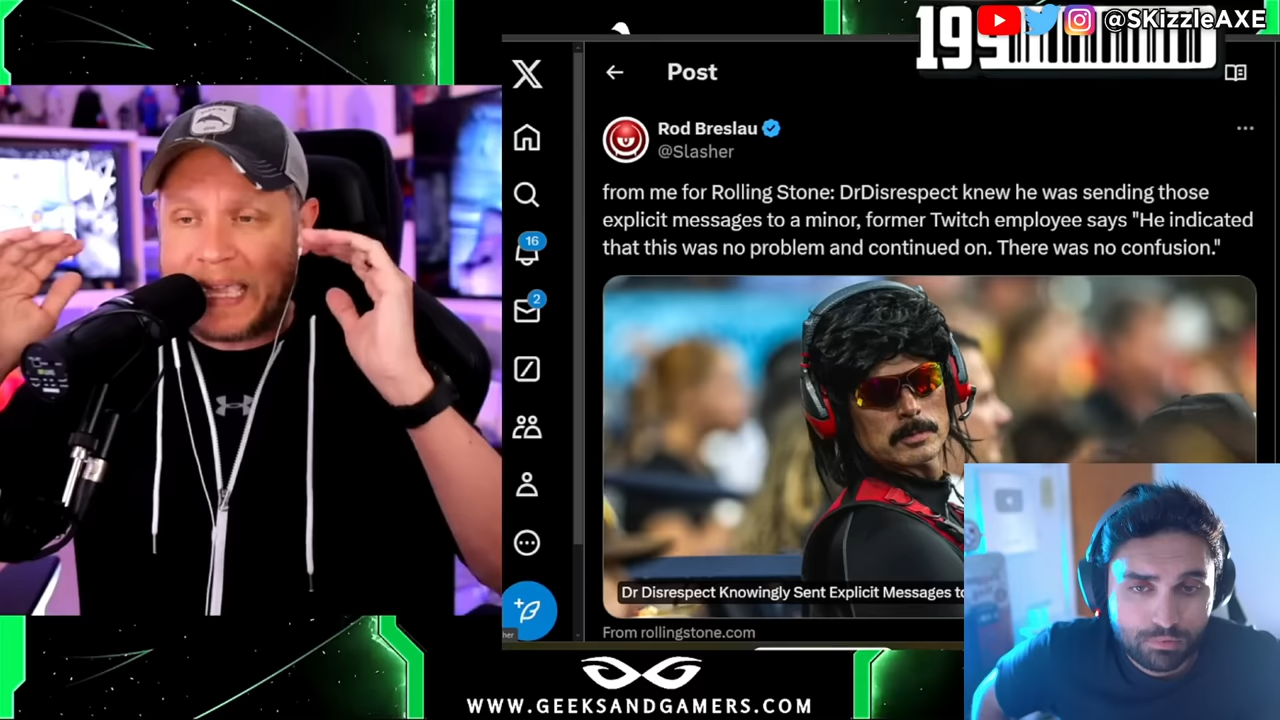 199
@SKizzleAXE
Post
Rod Breslau
@Slasher
from me for Rolling Stone: DrDisrespect knew he was sending those
explicit messages to a minor, former Twitch employee says "He indicated
that this was no problem and continued on. There was no confusion."
16
2
Dr Disrespect Knowingly Sent Explicit Messages to
From rollingstone.com
her
WWW.GEEKSANDGAMERS.COM